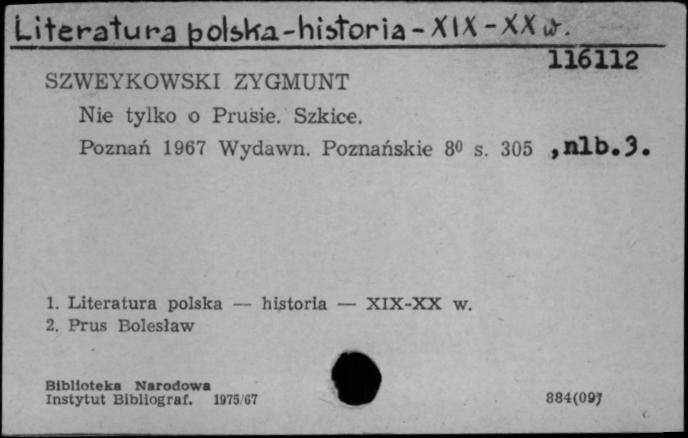 Literatura polska-historia-XIX-XX w.
116112
SZWEYKOWSKI ZYGMUNT
Nie tylko o Prusie. Szkice.
Poznań 1967 Wydawn. Poznańskie 8⁰ s. 305 ,nlb.3.
1. Literatura polska — historia — XIX-XX w.
2. Prus Bolesław
Biblioteka Narodowa
Instytut Bibliograf. 1975/67
884(09)